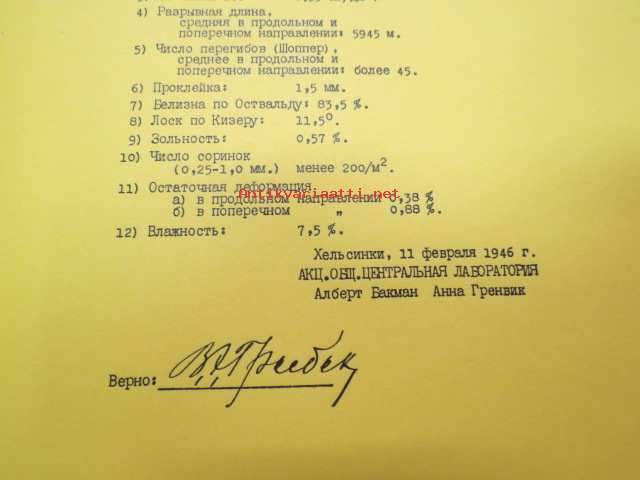 4) Разрывная длина,
средняя в продольном и
поперечном направлении: 5945 м.
5) Число перегибов (Шоппер),
среднее в продольном и
поперечном направлении: более 45.
6) Проклейка: 1,5 мм.
7) Белизна по Оствальду: 83,5 %.
8) Лоск по Кизеру: 11,5⁰.
9) Зольность: 0,57 %.
10) Число соринок
(0,25-1,0 мм.) менее 200/м².
11) Остаточная деформация
antikvariaatti.net
а) в продольном направлении 0,38 %
б) в поперечном „ 0,88 %.
12) Влажность: 7,5 %.
Хельсинки, 11 февраля 1946 г.
АКЦ.ОБЩ.ЦЕНТРАЛЬНАЯ ЛАБОРАТОРИЯ
Алберт Бакман Анна Гренвик
Верно: